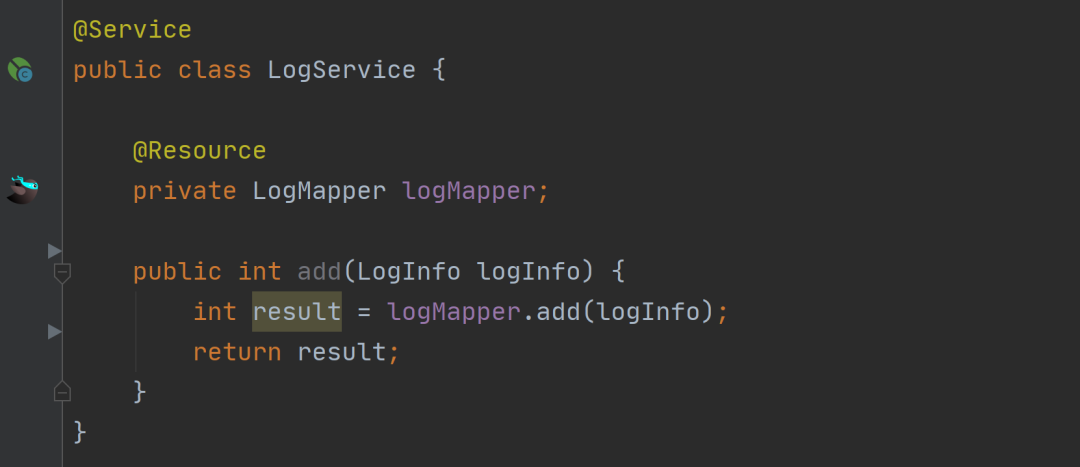 @Service
public class LogService {
@Resource
private LogMapper logMapper;
public int add(LogInfo logInfo) {
int result = logMapper.add(logInfo);
return result;
}
}